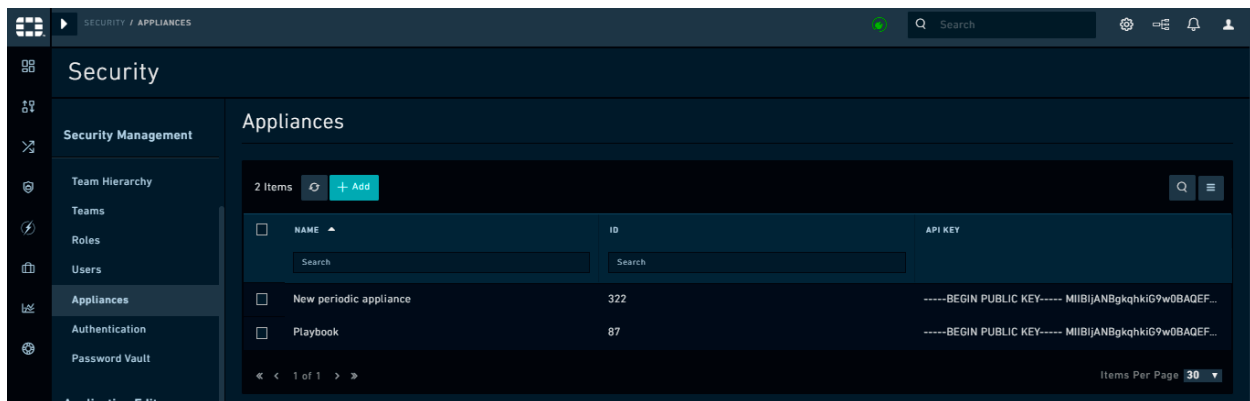 SECURITY / APPLIANCES
Search
Security
Security Management
Team Hierarchy
Teams
Roles
Users
Appliances
Authentication
Password Vault
Appliances
2 Items
+ Add
NAME
ID
API KEY
Search
Search
New periodic appliance 322 -----BEGIN PUBLIC KEY----- MIIBIjANBgkqhkiG9w0BAQEF...
Playbook 87 -----BEGIN PUBLIC KEY----- MIIBIjANBgkqhkiG9w0BAQEF...
« < 1 of 1 > »
Items Per Page 30